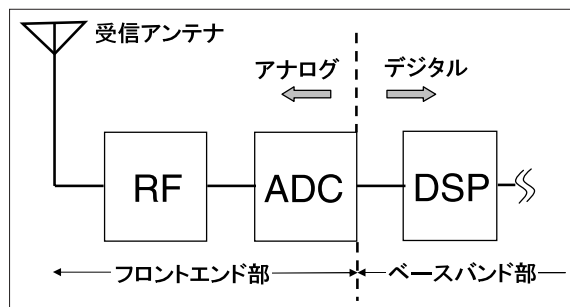 受信アンテナ
アナログ
デジタル
RF
ADC
DSP
フロントエンド部
ベースバンド部